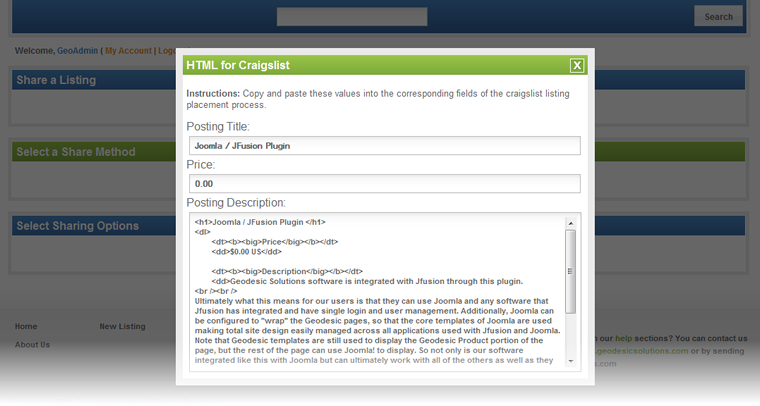 Search
Welcome, GeoAdmin ( My Account | Logo
HTML for Craigslist
X
Share a Listing
Instructions: Copy and paste these values into the corresponding fields of the craigslist listing
placement process.
Posting Title:
Joomla / JFusion Plugin
Select a Share Method
Price:
0.00
Posting Description:
Select Sharing Options
<h1>Joomla / JFusion Plugin </h1>
<dl>
<dt><b><big>Price</big></b></dt>
<dd>$0.00 US</dd>
<dt><b><big>Description</big></b></dt>
<dd>Geodesic Solutions software is integrated with Jfusion through this plugin.
<br /><br />
Ultimately what this means for our users is that they can use Joomla and any software that
Jfusion has integrated and have single login and user management. Additionally, Joomla can
be configured to "wrap" the Geodesic pages, so that the core templates of Joomla are used
making total site design easily managed across all applications used with Jfusion and Joomla.
Note that Geodesic templates are still used to display the Geodesic Product portion of the
page, but the rest of the page can use Joomla! to display. So not only is our software
integrated like this with Joomla but can ultimately work with all of the others as well as they
Home
New Listing
About Us
n our help sections? You can contact us
.geodesicsolutions.com or by sending
s.com.